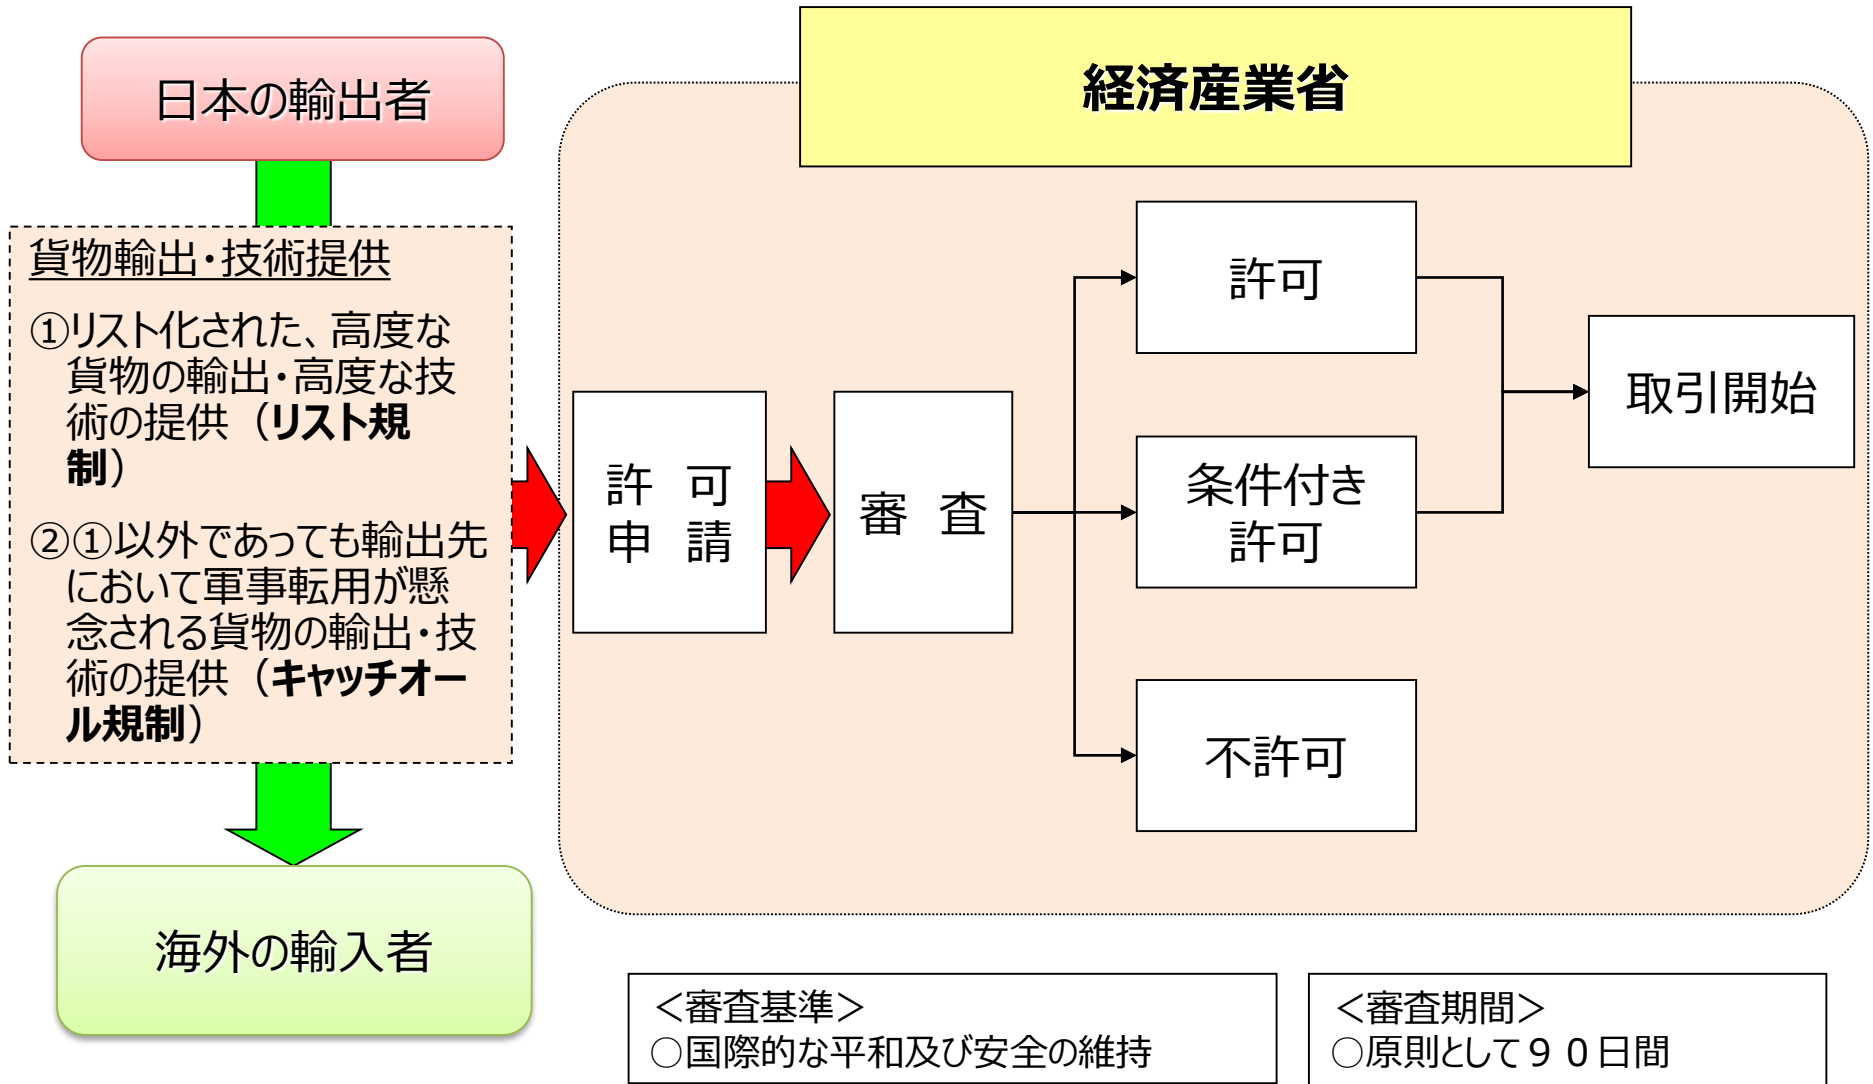 日本の輸出者
貨物輸出・技術提供
①リスト化された、高度な
貨物の輸出・高度な技
術の提供（リスト規
制）
②①以外であっても輸出先
において軍事転用が懸
念される貨物の輸出・技
術の提供（キャッチオー
ル規制）
海外の輸入者
経済産業省
許　可
申　請
審　査
許可
条件付き
許可
不許可
取引開始
＜審査基準＞
○国際的な平和及び安全の維持
＜審査期間＞
○原則として９０日間